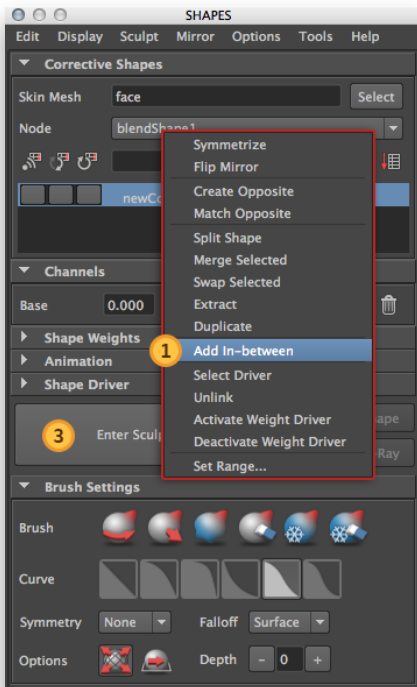 SHAPES
Edit Display Sculpt Mirror Options Tools Help
Corrective Shapes
Skin Mesh face Select
Node blendShape1
newCo
Symmetrize
Flip Mirror
Create Opposite
Match Opposite
Split Shape
Merge Selected
Swap Selected
Extract
Duplicate
1 Add In-between
Select Driver
Unlink
Activate Weight Driver
Deactivate Weight Driver
Set Range...
Channels
Base 0.000
Shape Weights
Animation
Shape Driver
3 Enter Sculp
ape
-Ray
Brush Settings
Brush
Curve
Symmetry None Falloff Surface
Options Depth - 0 +